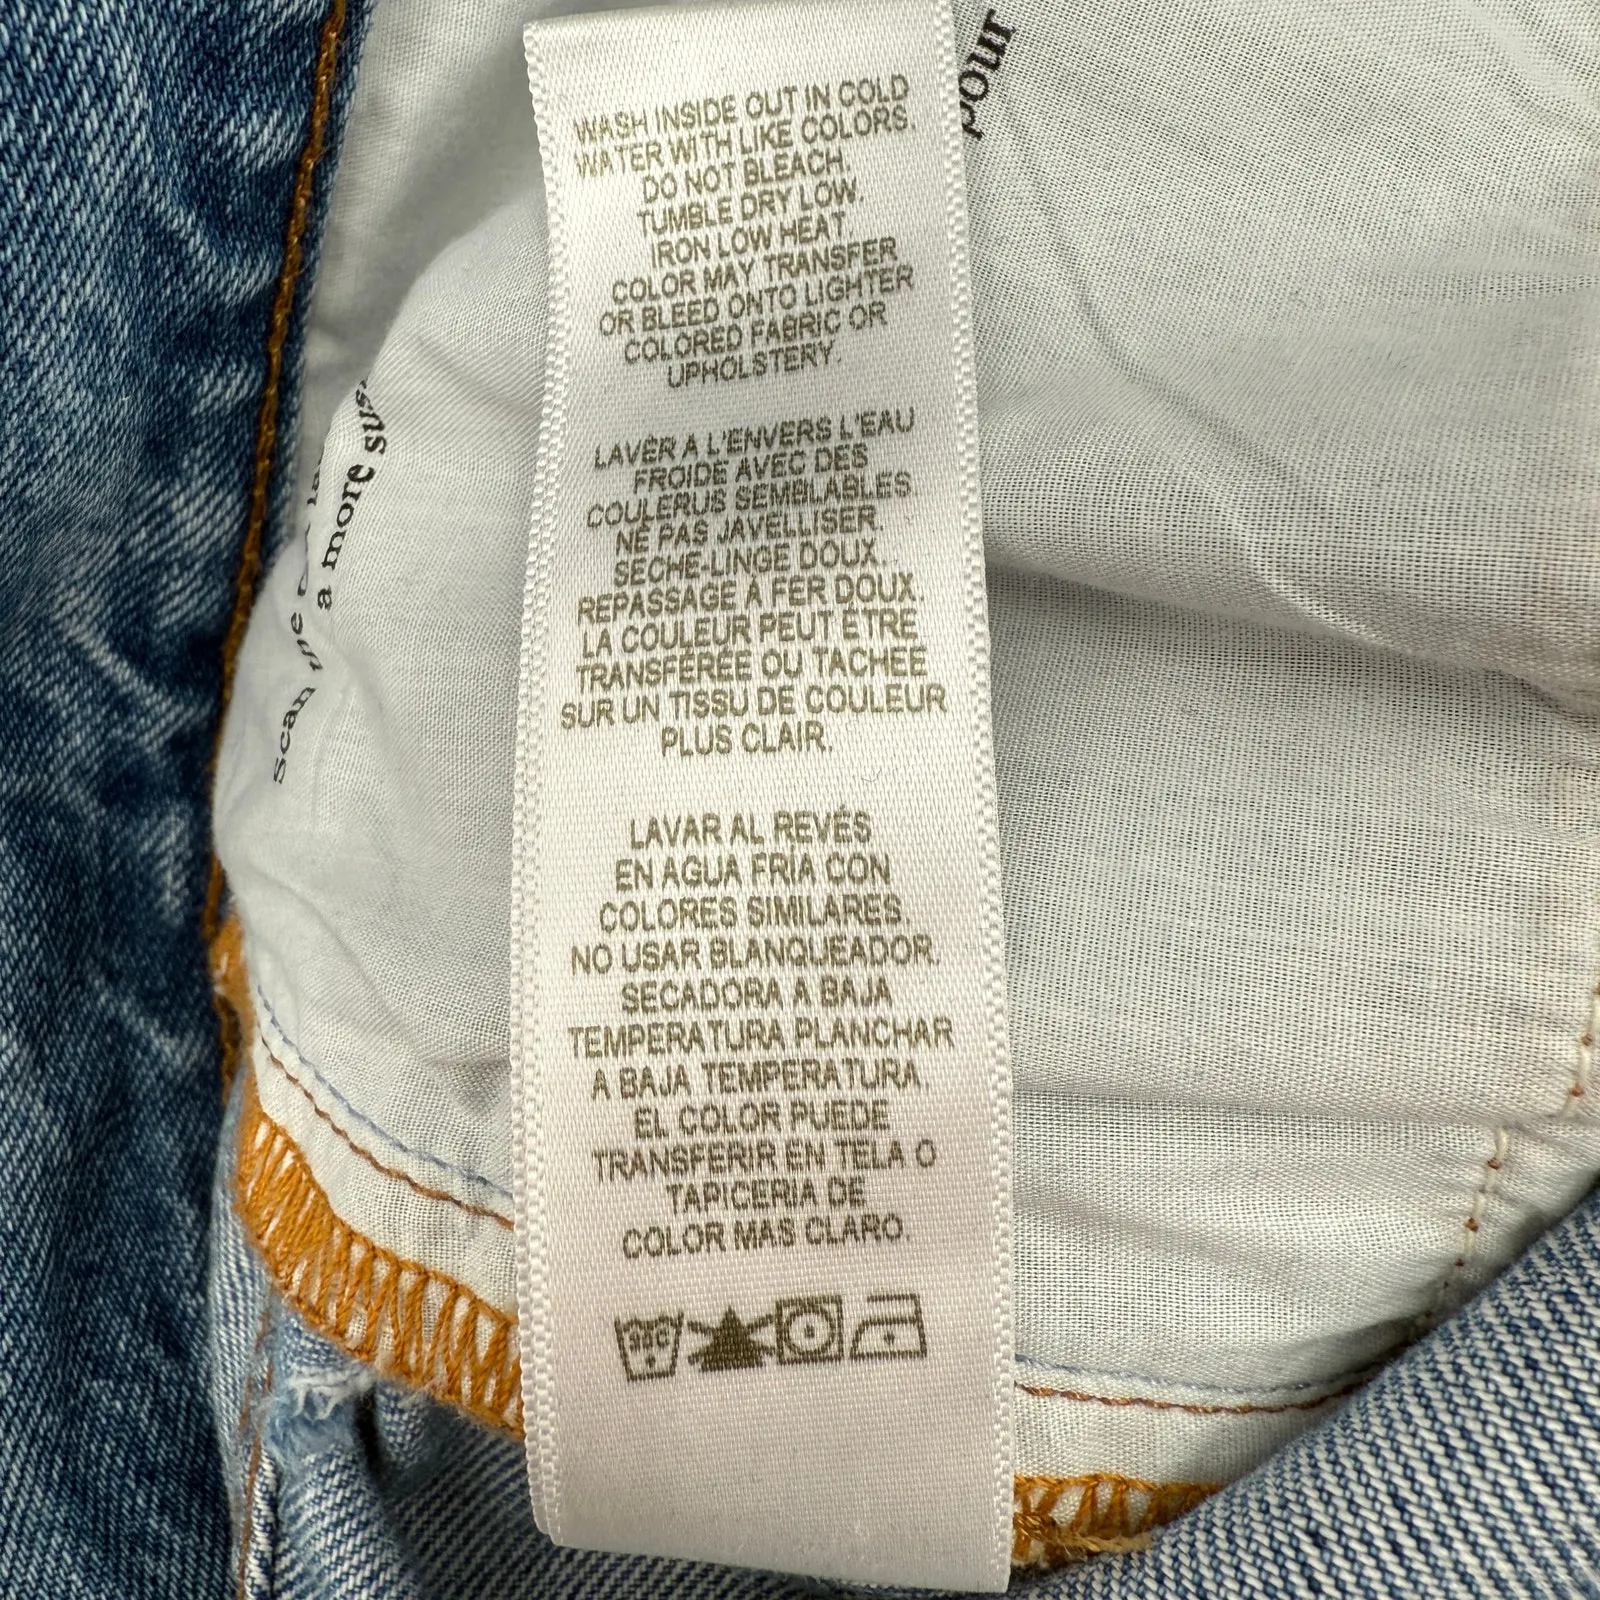 WASH INSIDE OUT IN COLD
WATER WITH LIKE COLORS.
DO NOT BLEACH.
TUMBLE DRY LOW.
IRON LOW HEAT
COLOR MAY TRANSFER
OR BLEED ONTO LIGHTER
COLORED FABRIC OR
UPHOLSTERY.
LAVER A L'ENVERS L'EAU
FROIDE AVEC DES
COULERUS SEMBLABLES.
NE PAS JAVELLISER.
SECHE-LINGE DOUX.
REPASSAGE À FER DOUX.
LA COULEUR PEUT ETRE
TRANSFÉRÉE OU TACHEE
SUR UN TISSU DE COULEUR
PLUS CLAIR.
LAVAR AL REVÉS
EN AGUA FRÍA CON
COLORES SIMILARES.
NO USAR BLANQUEADOR.
SECADORA A BAJA
TEMPERATURA PLANCHAR
A BAJA TEMPERATURA
EL COLOR PUEDE
TRANSFERIR EN TELA O
TAPICERIA DE
COLOR MAS CLARO.
30C
Scan the
a more
pour